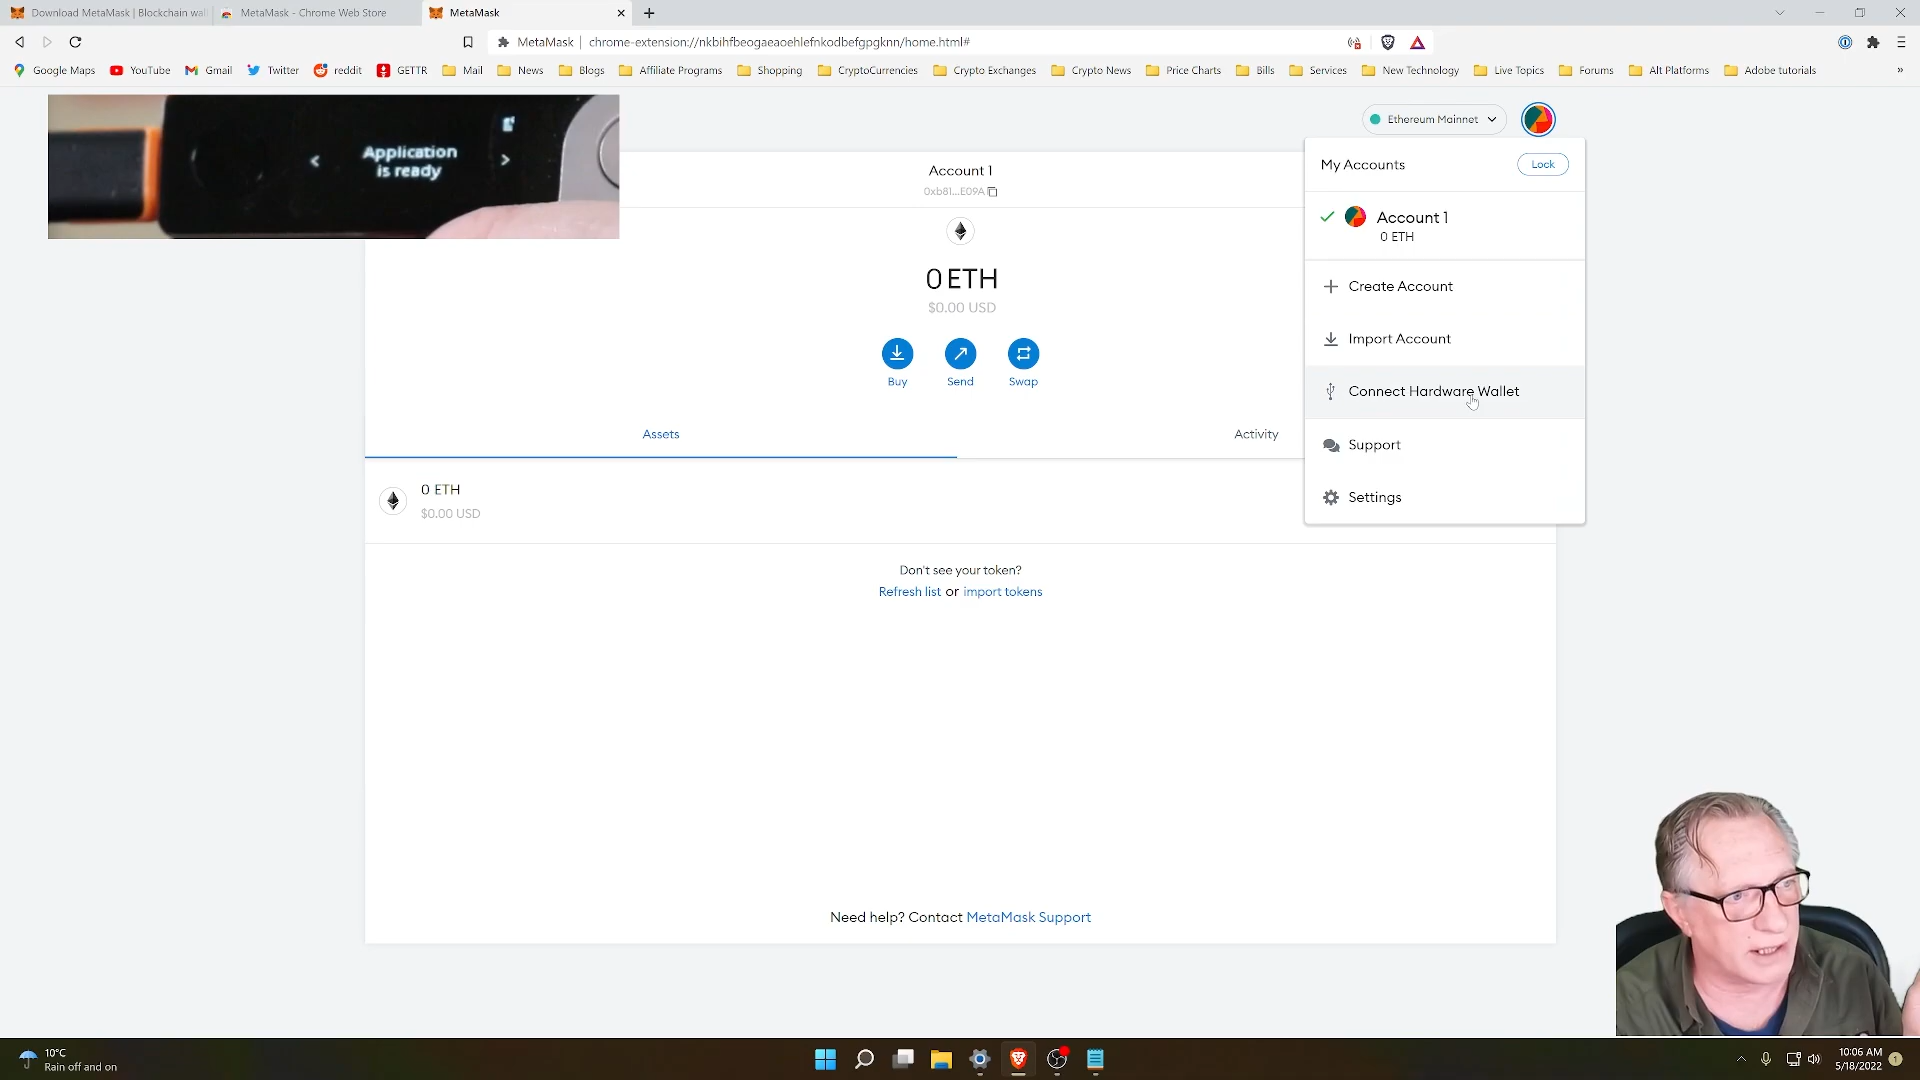 Download MetaMask | Blockchain wal
MetaMask - Chrome Web Store
MetaMask
MetaMask
chrome-extension://nkbihfbeogaeaoehlefnkodbefgpgknn/home.html#
Google Maps
YouTube
Gmail
Twitter
reddit
GETTR
Mail
News
Blogs
Affiliate Programs
Shopping
CryptoCurrencies
Crypto Exchanges
Crypto News
Price Charts
Bills
Services
New Technology
Live Topics
Forums
Alt Platforms
Adobe tutorials
»
Application
is ready
Ethereum Mainnet
My Accounts
Lock
Account 1
0xb81...E09A
Account 1
0 ETH
0 ETH
$0.00 USD
Create Account
Import Account
Buy
Send
Swap
Connect Hardware Wallet
Assets
Activity
Support
0 ETH
$0.00 USD
Settings
Don't see your token?
Refresh list or import tokens
Need help? Contact MetaMask Support
10°C
Rain off and on
10:06 AM
5/18/2022
1